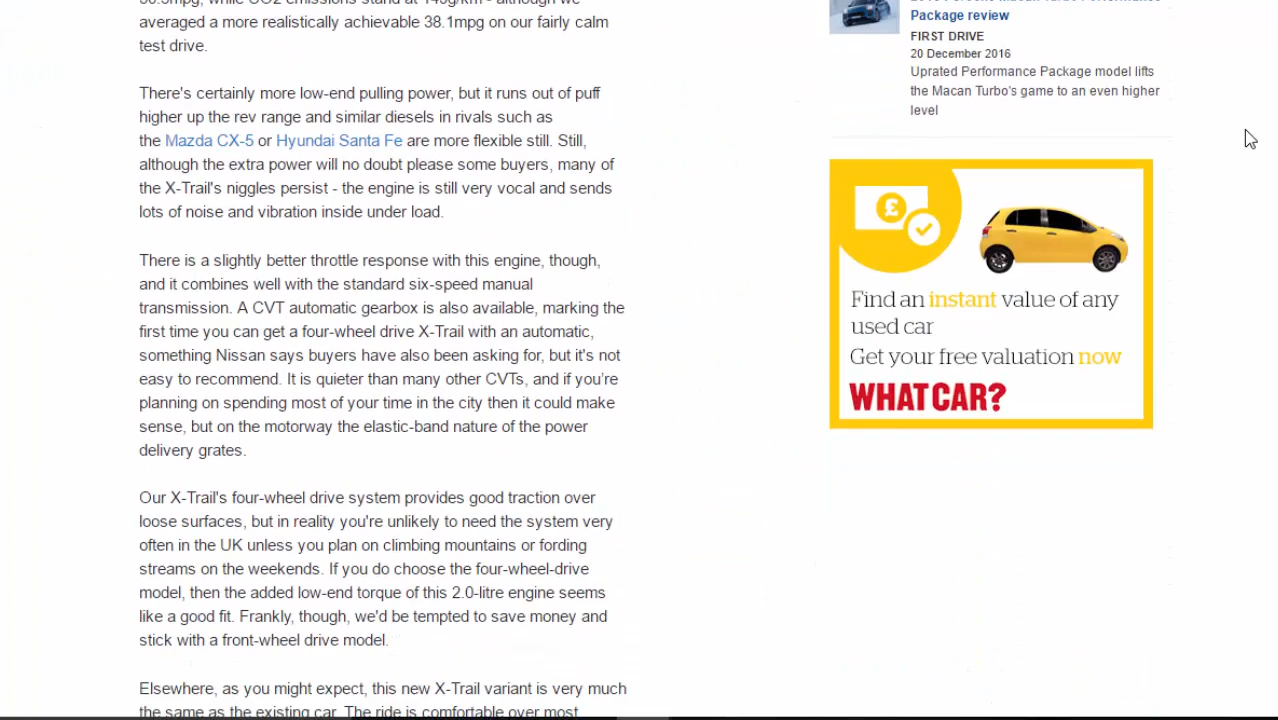 averaged a more realistically achievable 38.1mpg on our fairly calm
test drive.
There's certainly more low-end pulling power, but it runs out of puff
higher up the rev range and similar diesels in rivals such as
the Mazda CX-5 or Hyundai Santa Fe are more flexible still. Still,
although the extra power will no doubt please some buyers, many of
the X-Trail's niggles persist - the engine is still very vocal and sends
lots of noise and vibration inside under load.
There is a slightly better throttle response with this engine, though,
and it combines well with the standard six-speed manual
transmission. A CVT automatic gearbox is also available, marking the
first time you can get a four-wheel drive X-Trail with an automatic,
something Nissan says buyers have also been asking for, but it's not
easy to recommend. It is quieter than many other CVTs, and if you're
planning on spending most of your time in the city then it could make
sense, but on the motorway the elastic-band nature of the power
delivery grates.
Our X-Trail's four-wheel drive system provides good traction over
loose surfaces, but in reality you're unlikely to need the system very
often in the UK unless you plan on climbing mountains or fording
streams on the weekends. If you do choose the four-wheel-drive
model, then the added low-end torque of this 2.0-litre engine seems
like a good fit. Frankly, though, we'd be tempted to save money and
stick with a front-wheel drive model.
Elsewhere, as you might expect, this new X-Trail variant is very much
the same as the existing car. The ride is comfortable over most
Package review
FIRST DRIVE
20 December 2016
Uprated Performance Package model lifts
the Macan Turbo's game to an even higher
level
£
Find an instant value of any
used car
Get your free valuation now
WHAT CAR?